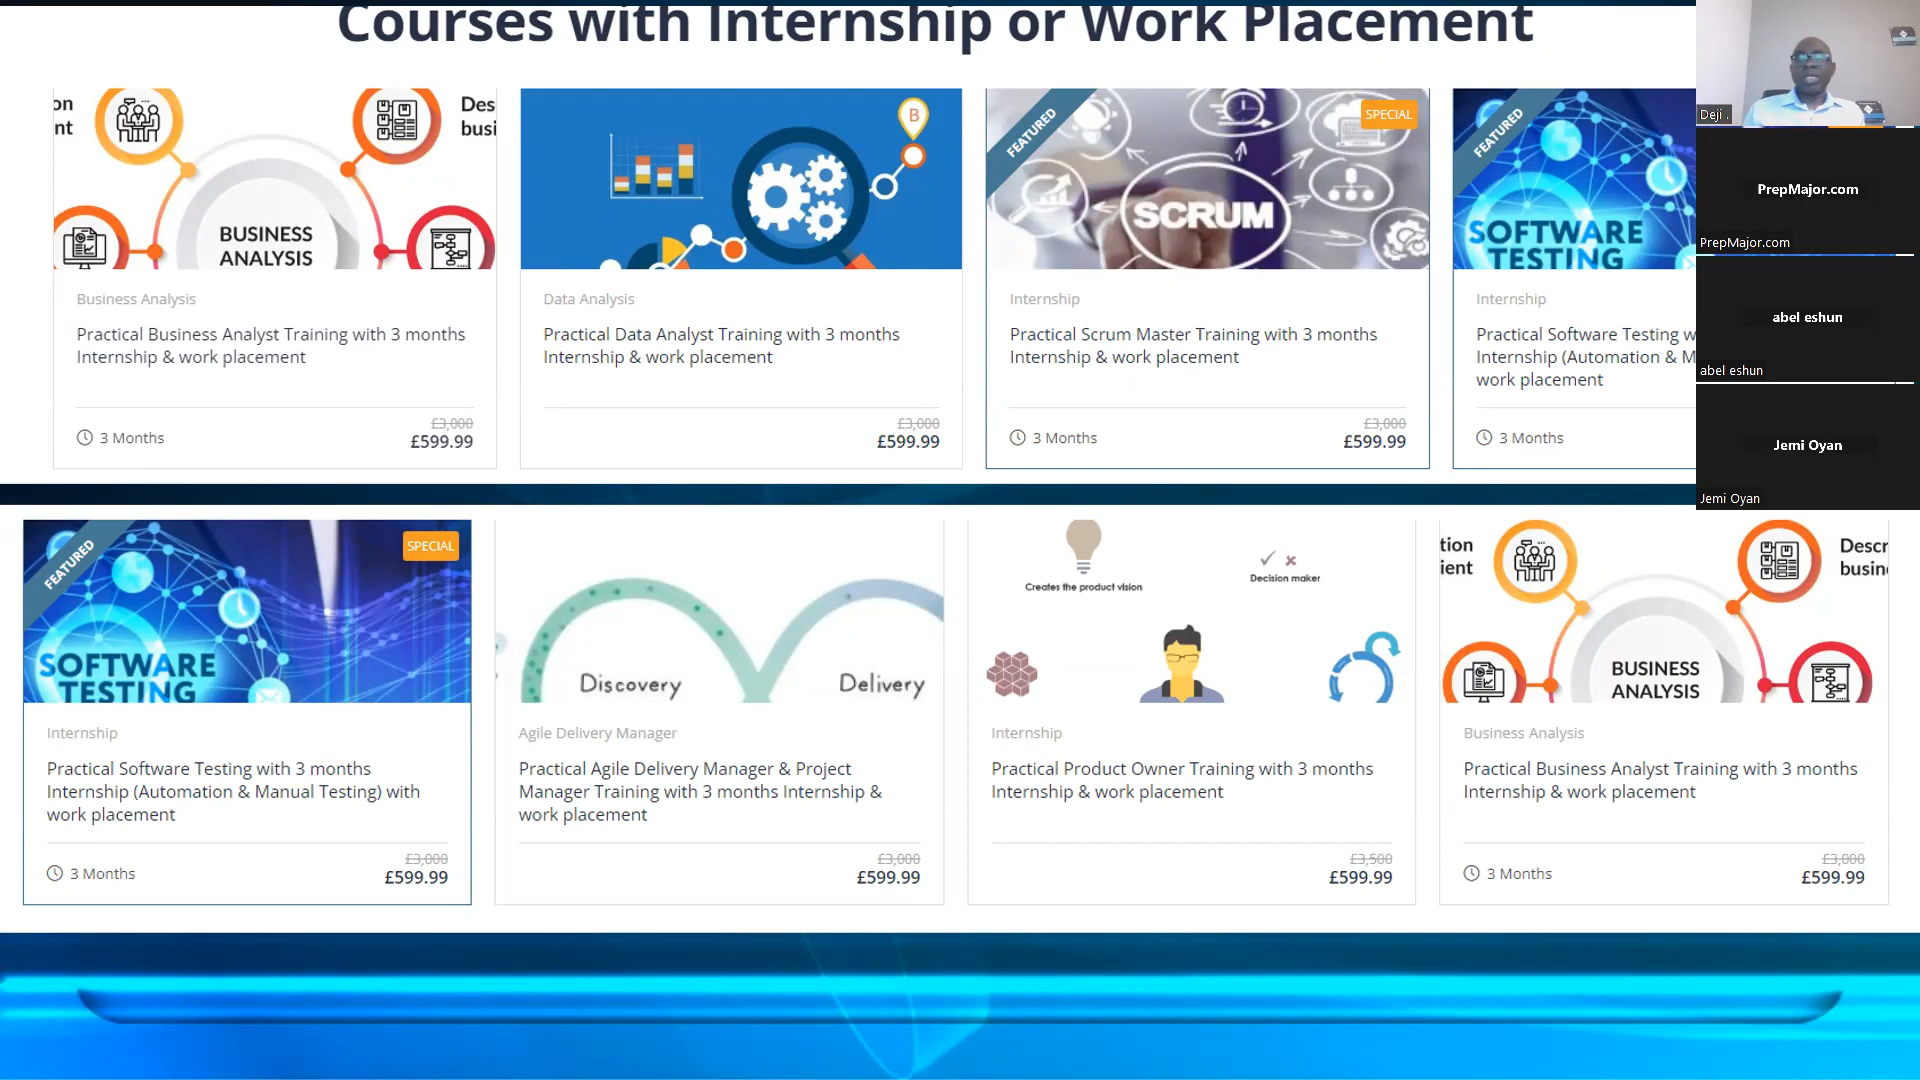 Courses with Internship or Work Placement
on
nt
Des
busi
BUSINESS
ANALYSIS
Business Analysis
Practical Business Analyst Training with 3 months
Internship & work placement
3 Months
£3,000
£599.99
B
Data Analysis
Practical Data Analyst Training with 3 months
Internship & work placement
£3,000
£599.99
FEATURED
SPECIAL
SCRUM
Internship
Practical Scrum Master Training with 3 months
Internship & work placement
3 Months
£3,000
£599.99
FEATURED
SOFTWARE
TESTING
Internship
Practical Software Testing w
Internship (Automation & M
work placement
3 Months
Deji .
PrepMajor.com
PrepMajor.com
abel eshun
abel eshun
Jemi Oyan
Jemi Oyan
FEATURED
SPECIAL
SOFTWARE
TESTING
Internship
Practical Software Testing with 3 months
Internship (Automation & Manual Testing) with
work placement
3 Months
£3,000
£599.99
Discovery
Delivery
Agile Delivery Manager
Practical Agile Delivery Manager & Project
Manager Training with 3 months Internship &
work placement
£3,000
£599.99
Creates the product vision
Decision maker
Internship
Practical Product Owner Training with 3 months
Internship & work placement
£3,500
£599.99
tion
ient
Descr
busin
BUSINESS
ANALYSIS
Business Analysis
Practical Business Analyst Training with 3 months
Internship & work placement
3 Months
£3,000
£599.99